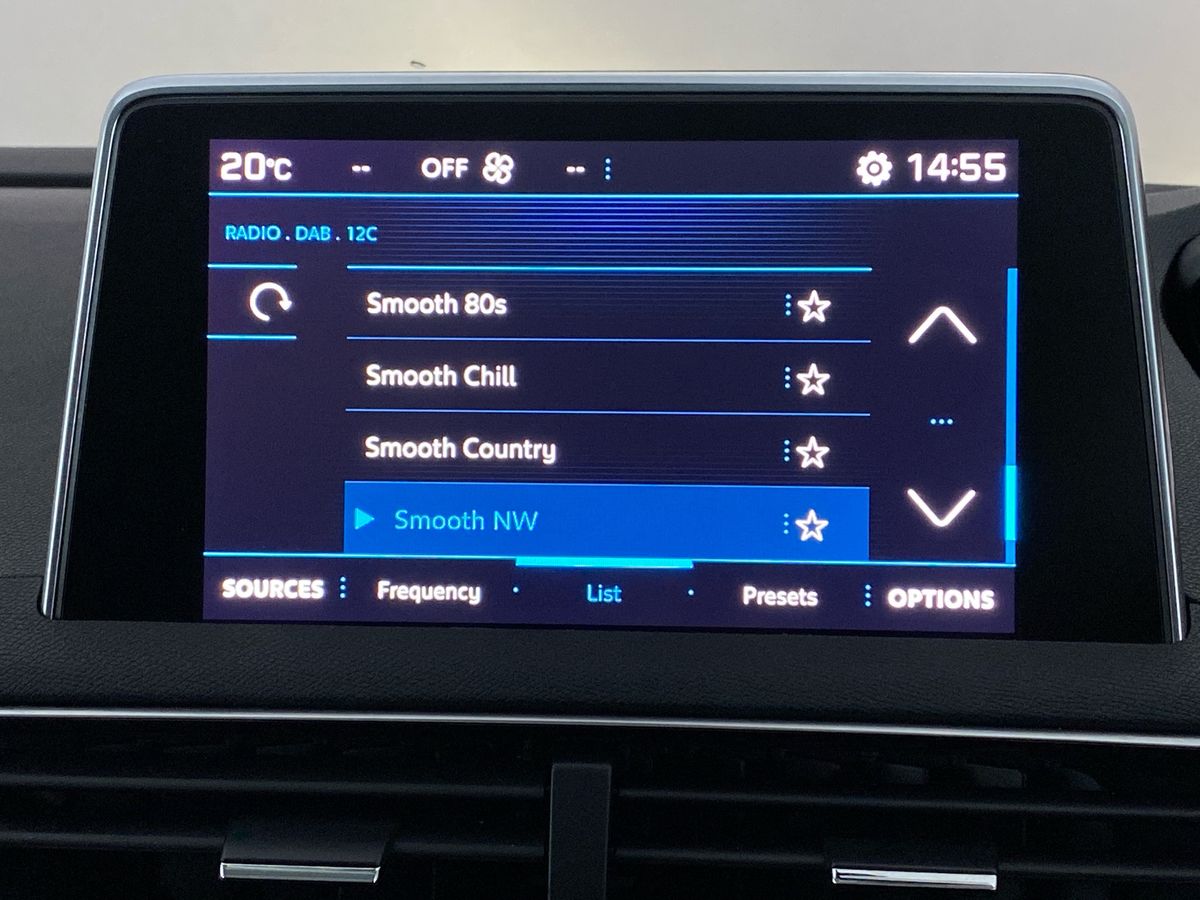 20°C -- OFF -- 14:55
RADIO . DAB . 12C
Smooth 80s
Smooth Chill
Smooth Country
Smooth NW
SOURCES Frequency List Presets OPTIONS